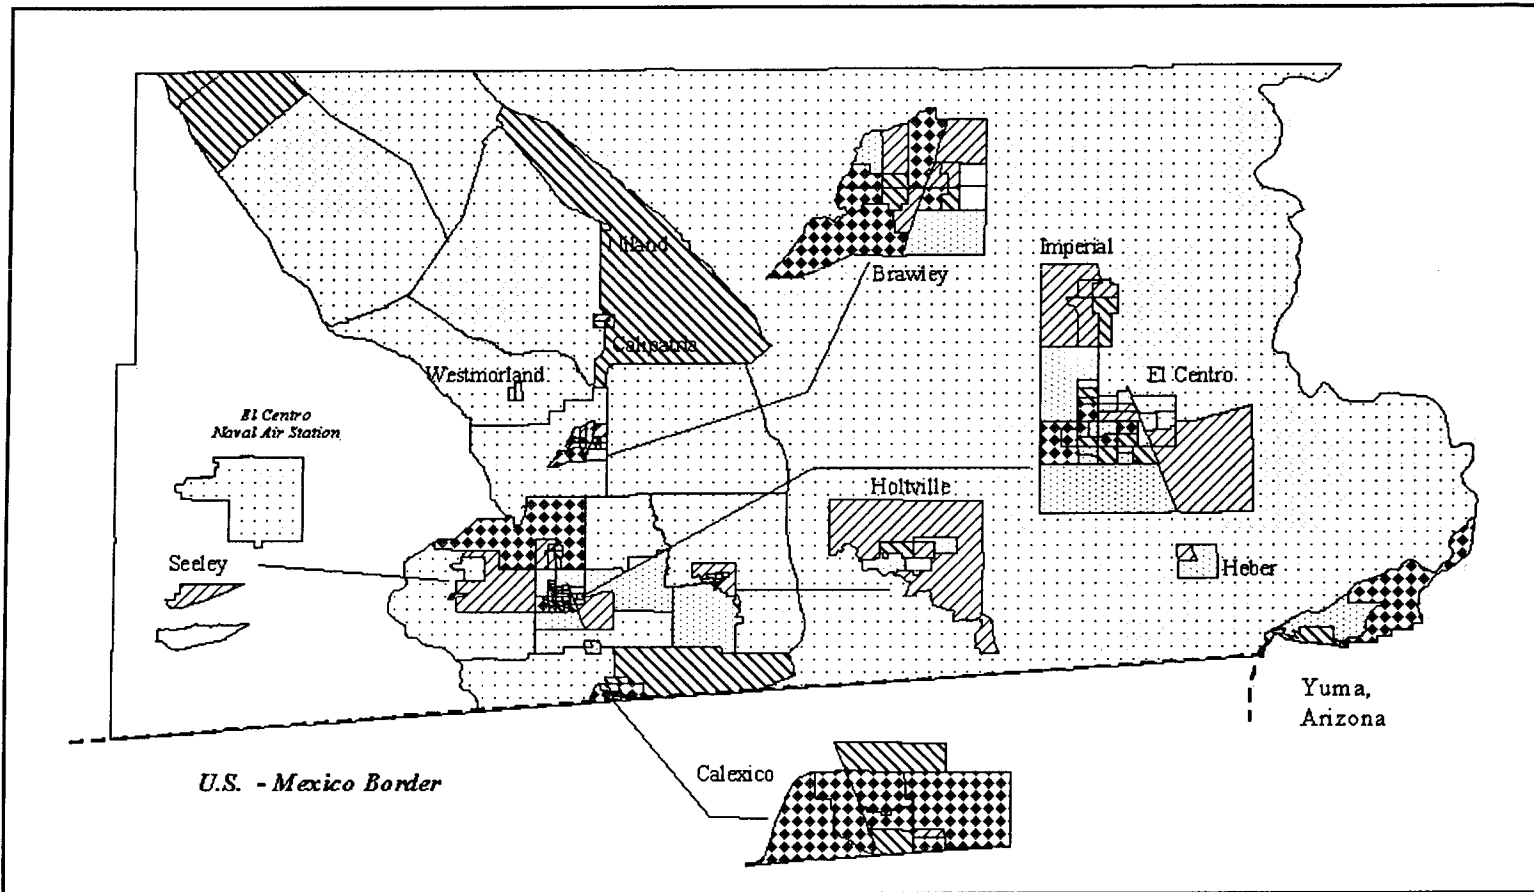 Niland
Imperial
Brawley
Calipatria
Westmorland
El Centro
El Centro
Naval Air Station
Holtville
Seeley
Heber
Yuma,
Arizona
U.S. - Mexico Border
Calexico